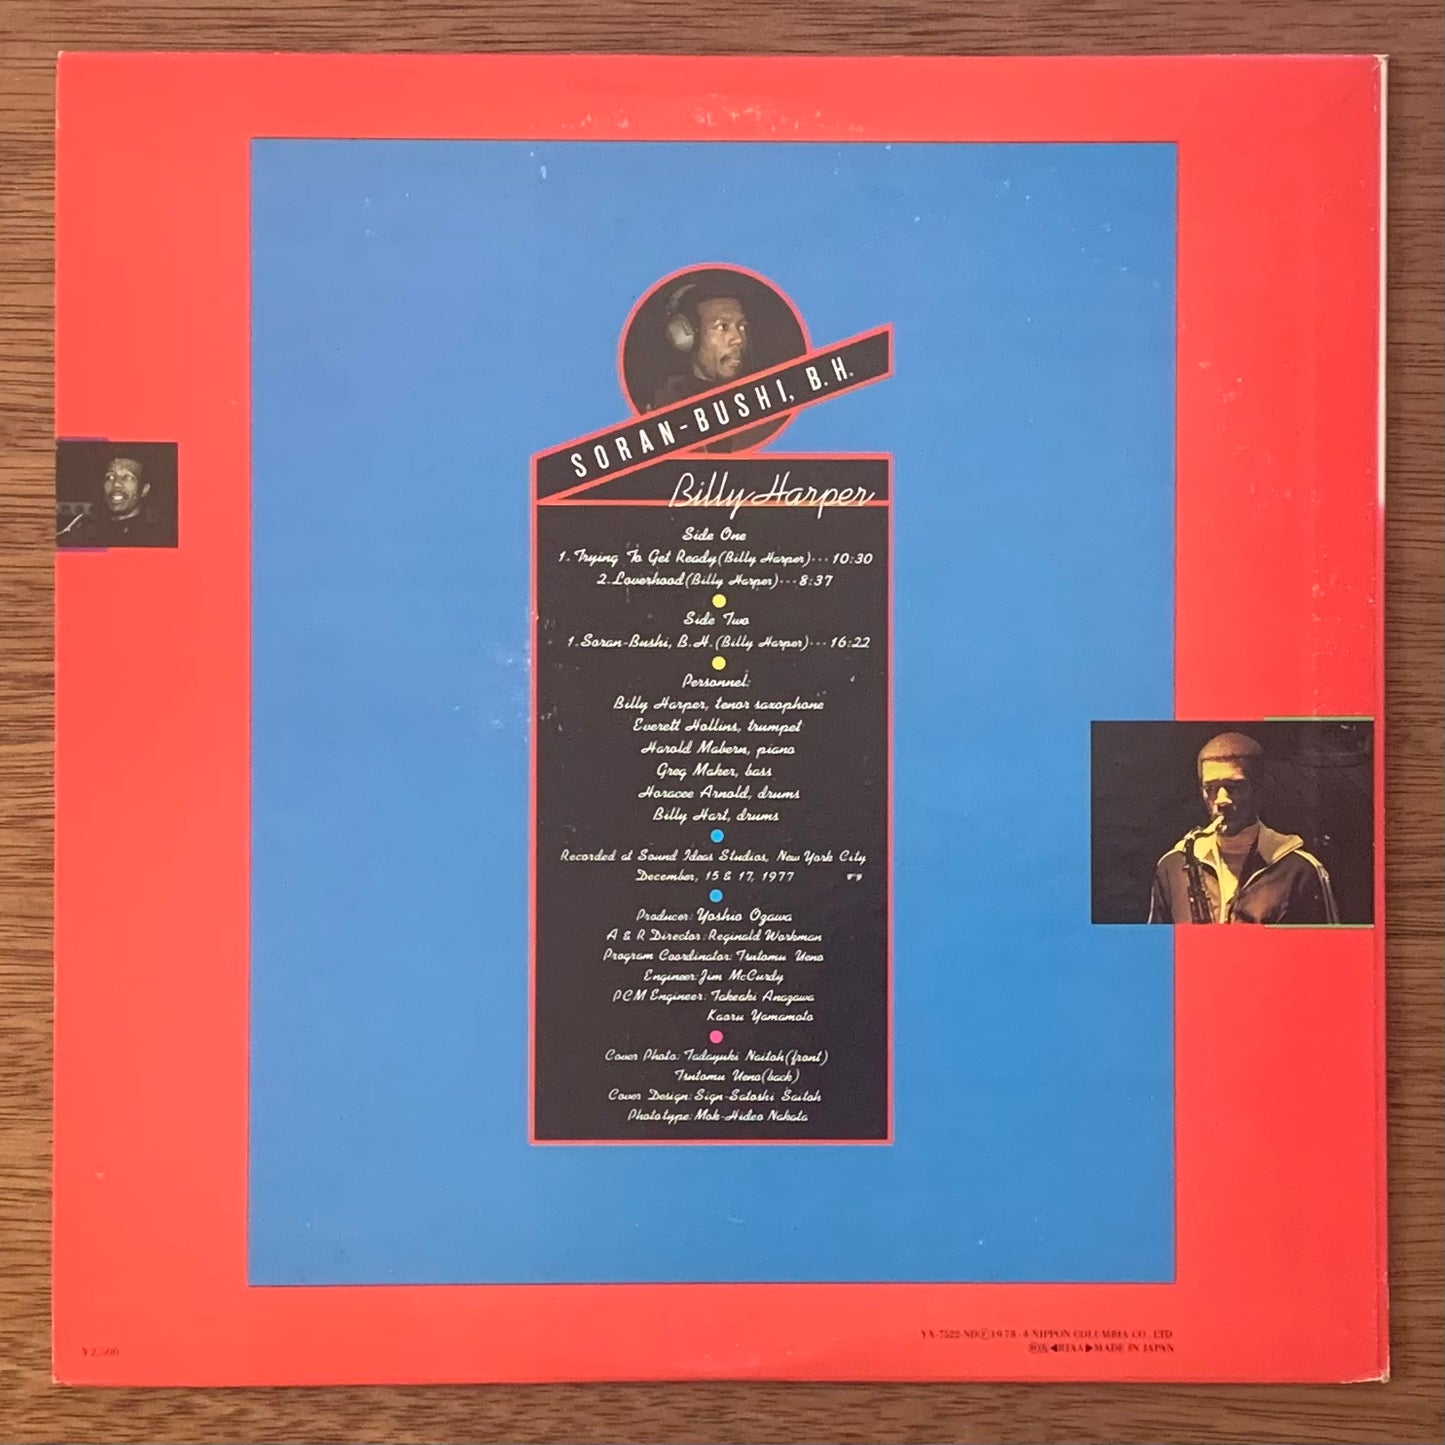 SORAN-BUSHI, B.H.
Billy Harper
Side One
1. Trying To Get Ready (Billy Harper)---10:30
2. Loverhood (Billy Harper)---8:37
Side Two
1. Soran-Bushi, B.H. (Billy Harper)---16:22
Personnel:
Billy Harper, tenor saxophone
Everett Hollins, trumpet
Harold Mabern, piano
Greg Maker, bass
Horacee Arnold, drums
Billy Hart, drums
Recorded at Sound Ideas Studios, New York City
December, 15 & 17, 1977
Producer: Yoshio Ozawa
A & R Director: Reginald Workman
Program Coordinator: Tsutomu Ueno
Engineer: Jim McCurdy
PCM Engineer: Takeaki Anazawa
Kaoru Yamamoto
Cover Photo: Tadayuki Naitoh (front)
Tsutomu Ueno (back)
Cover Design: Sign-Satoshi Saitoh
Phototype: Mok-Hideo Nakata
¥2,500
YX-7522-ND Ⓟ1978·4 NIPPON COLUMBIA CO., LTD.
◀RIAA▶ MADE IN JAPAN